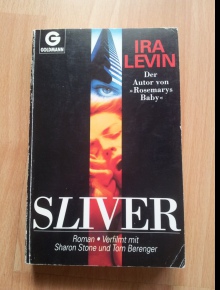 G
GOLDMANN
IRA
LEVIN
Der
Autor von
»Rosemarys
Baby«
SLIVER
Roman • Verfilmt mit
Sharon Stone und Tom Berenger